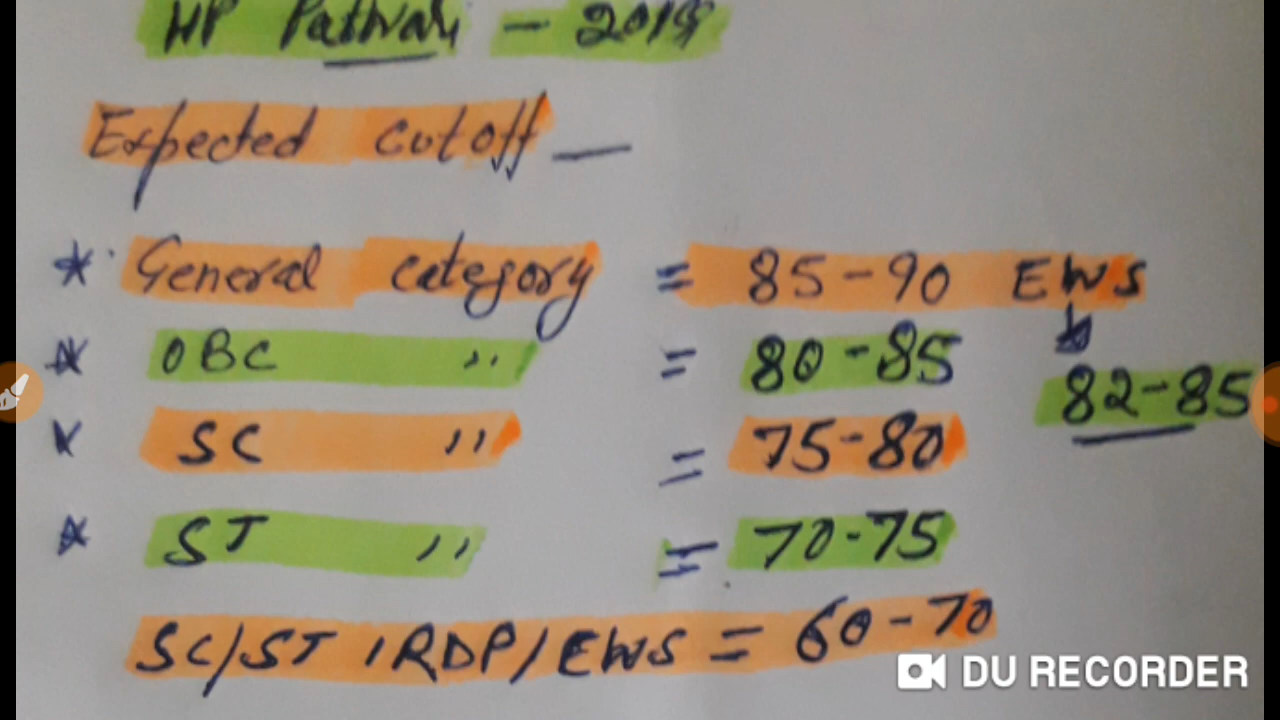 HP Patwari - 2019
Expected cutoff —
* General category = 85-90 EWS
* OBC " = 80-85
82-85
* SC " = 75-80
* ST " = 70-75
SC/ST IRDP/EWS = 60-70
DU RECORDER